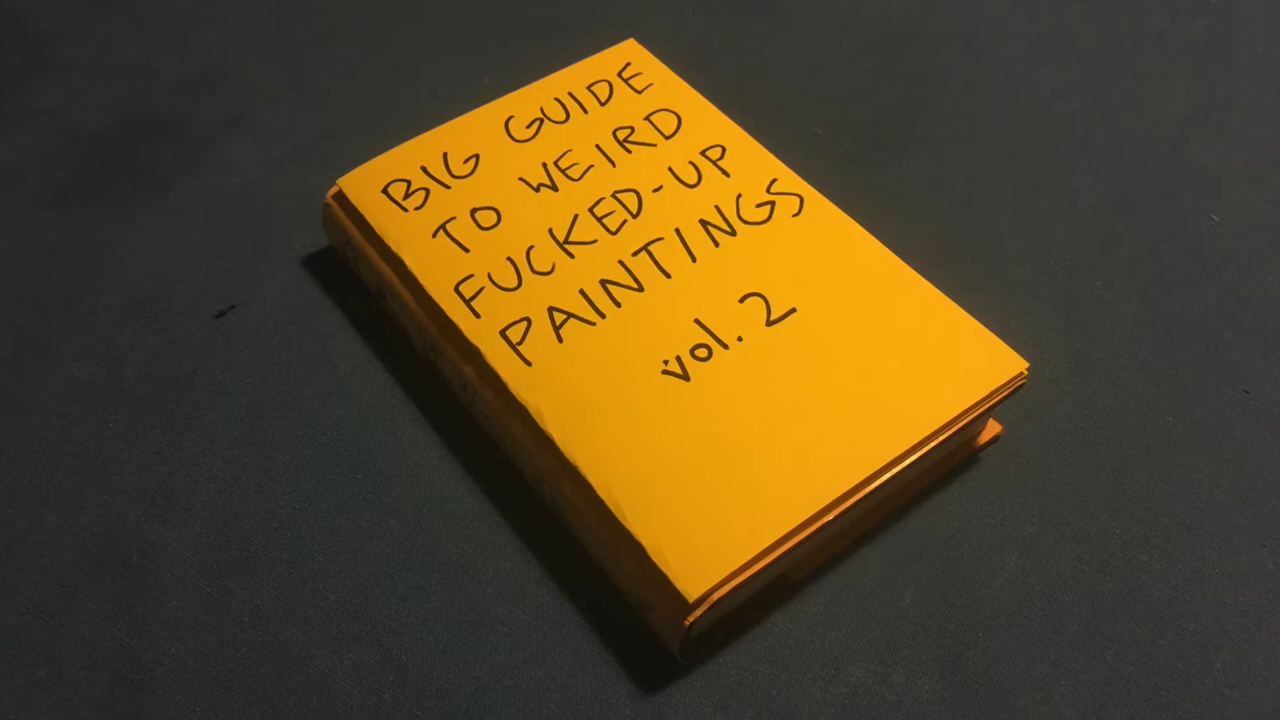 BIG GUIDE
TO WEIRD
FUCKED-UP
PAINTINGS
vol. 2